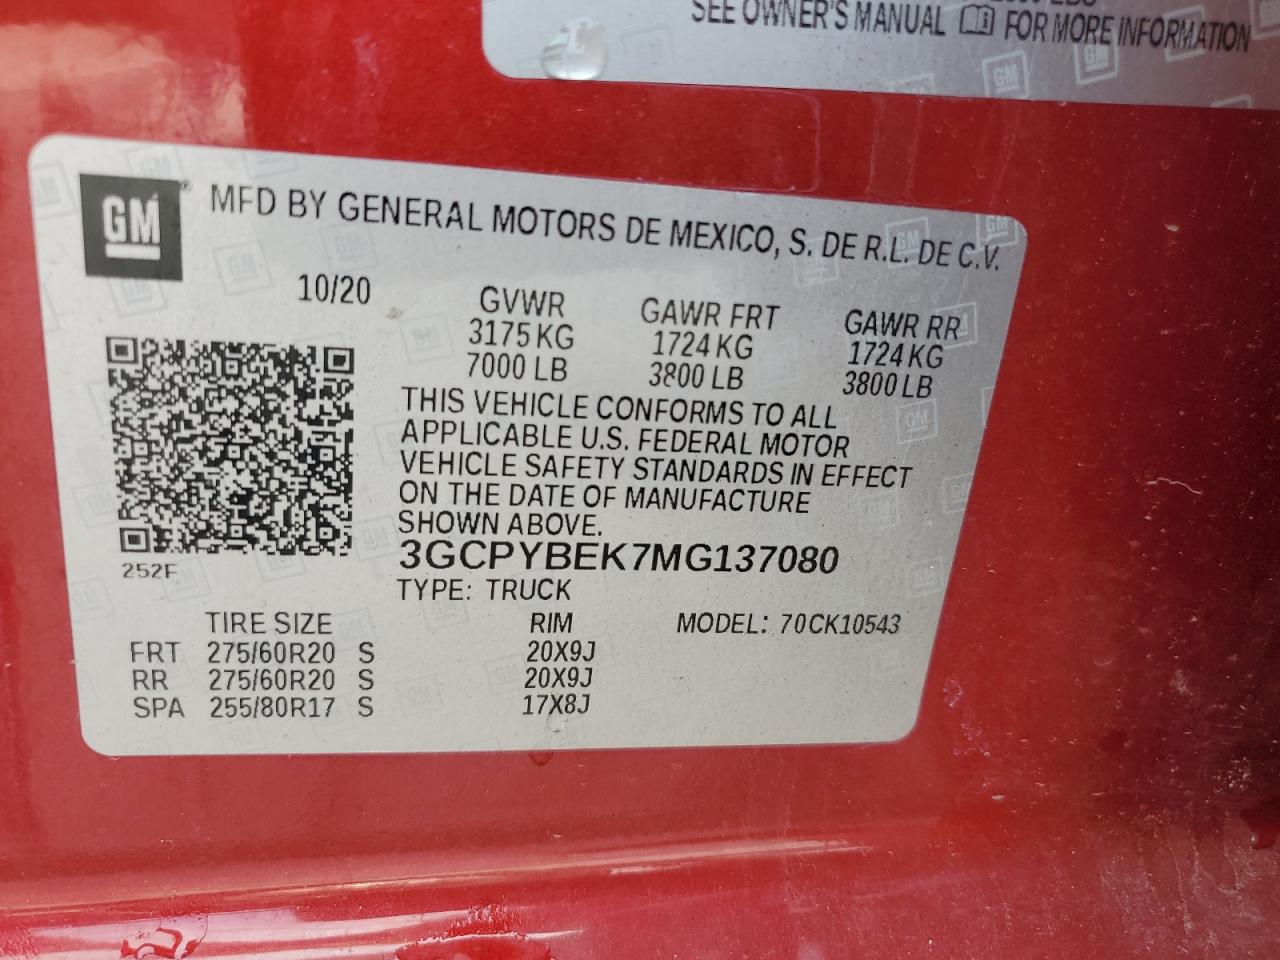 SEE OWNER'S MANUAL FOR MORE INFORMATION
GM
MFD BY GENERAL MOTORS DE MEXICO, S. DE R.L. DE C.V.
10/20
GVWR GAWR FRT GAWR RR
3175 KG 1724 KG 1724 KG
7000 LB 3800 LB 3800 LB
THIS VEHICLE CONFORMS TO ALL
APPLICABLE U.S. FEDERAL MOTOR
VEHICLE SAFETY STANDARDS IN EFFECT
ON THE DATE OF MANUFACTURE
SHOWN ABOVE.
3GCPYBEK7MG137080
252F
TYPE: TRUCK
TIRE SIZE RIM MODEL: 70CK10543
FRT 275/60R20 S 20X9J
RR 275/60R20 S 20X9J
SPA 255/80R17 S 17X8J